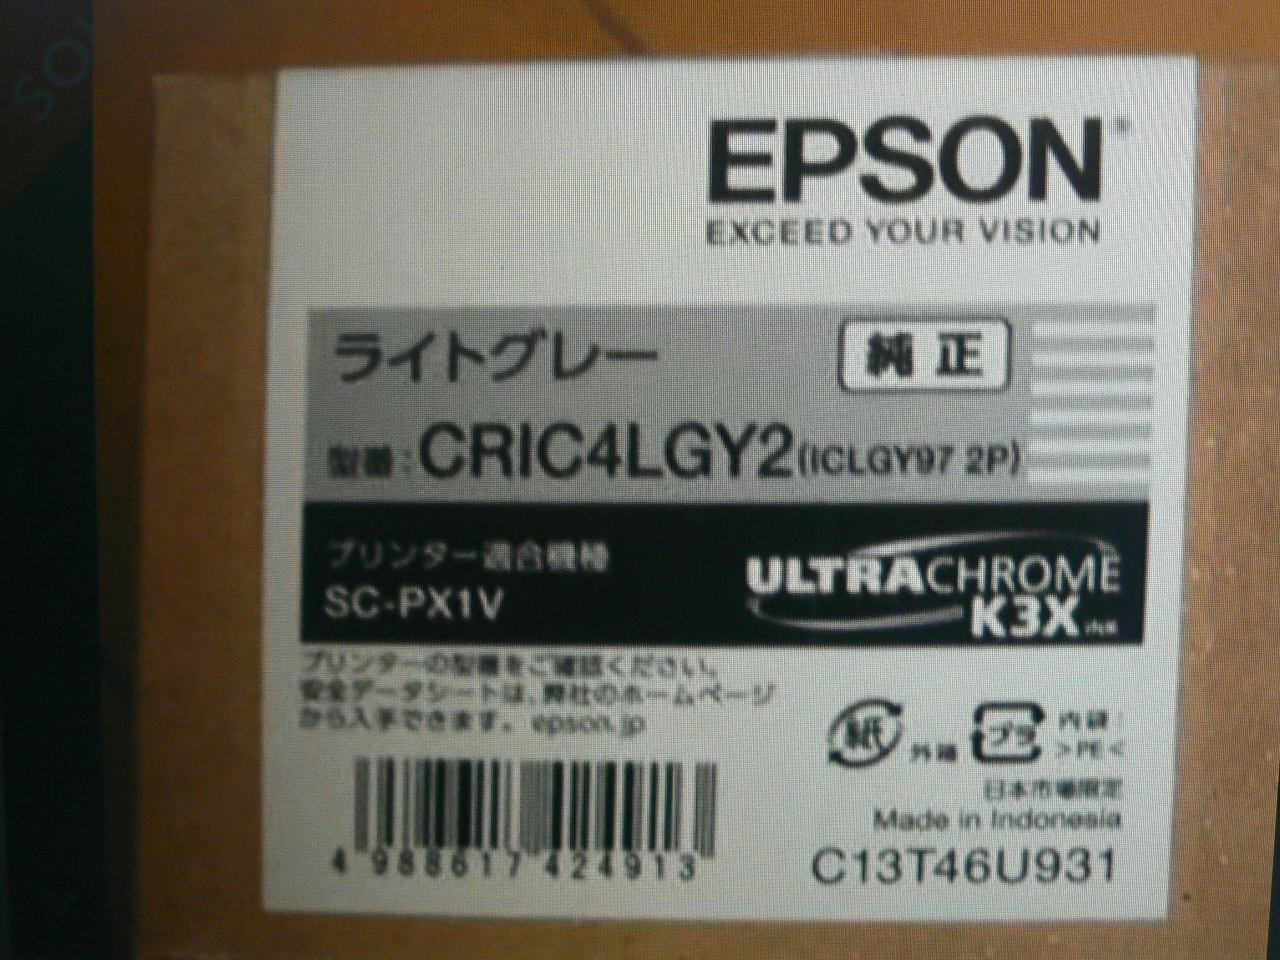 SO
EPSON
EXCEED YOUR VISION
ライトグレー
純正
型番:CRIC4LGY2(ICLGY97 2P)
プリンター適合機種
SC-PX1V
ULTRACHROME
K3X
プリンターの型番をご確認ください。
安全データシートは、弊社のホームページ
から入手できます。 epson.jp
紙 外箱
プラ 内袋:
>PE<
日本市場限定
Made in Indonesia
4 988617 424913
C13T46U931